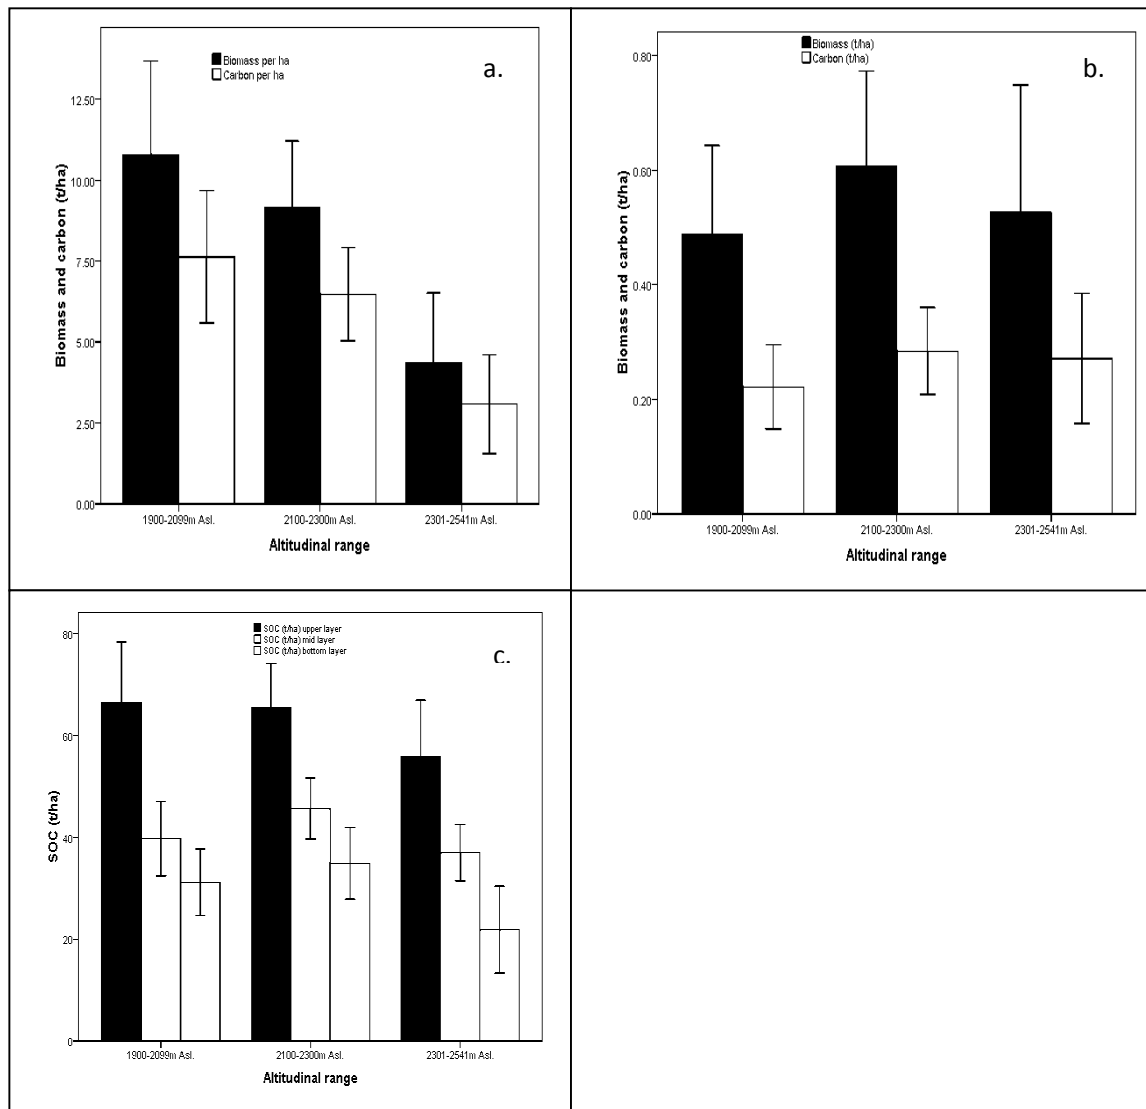 a.
Biomass per ha
Carbon per ha
Biomass and carbon (t/ha)
12.50
10.00
7.50
5.00
2.50
0.00
1900-2099m Asl.
2100-2300m Asl.
2301-2541m Asl.
Altitudinal range
b.
Biomass (t/ha)
Carbon (t/ha)
Biomass and carbon (t/ha)
0.80
0.60
0.40
0.20
0.00
1900-2099m Asl.
2100-2300m Asl.
2301-2541m Asl.
Altitudinal range
c.
SOC (t/ha) upper layer
SOC (t/ha) mid layer
SOC (t/ha) bottom layer
SOC (t/ha)
80
60
40
20
0
1900-2099m Asl.
2100-2300m Asl.
2301-2541m Asl.
Altitudinal range